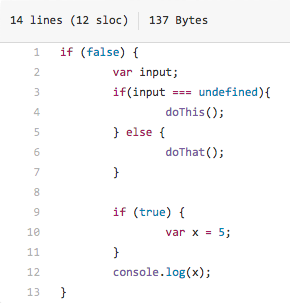 14 lines (12 sloc) 137 Bytes
1 if (false) {
2 var input;
3 if(input === undefined){
4 doThis();
5 } else {
6 doThat();
7 }
8
9 if (true) {
10 var x = 5;
11 }
12 console.log(x);
13 }